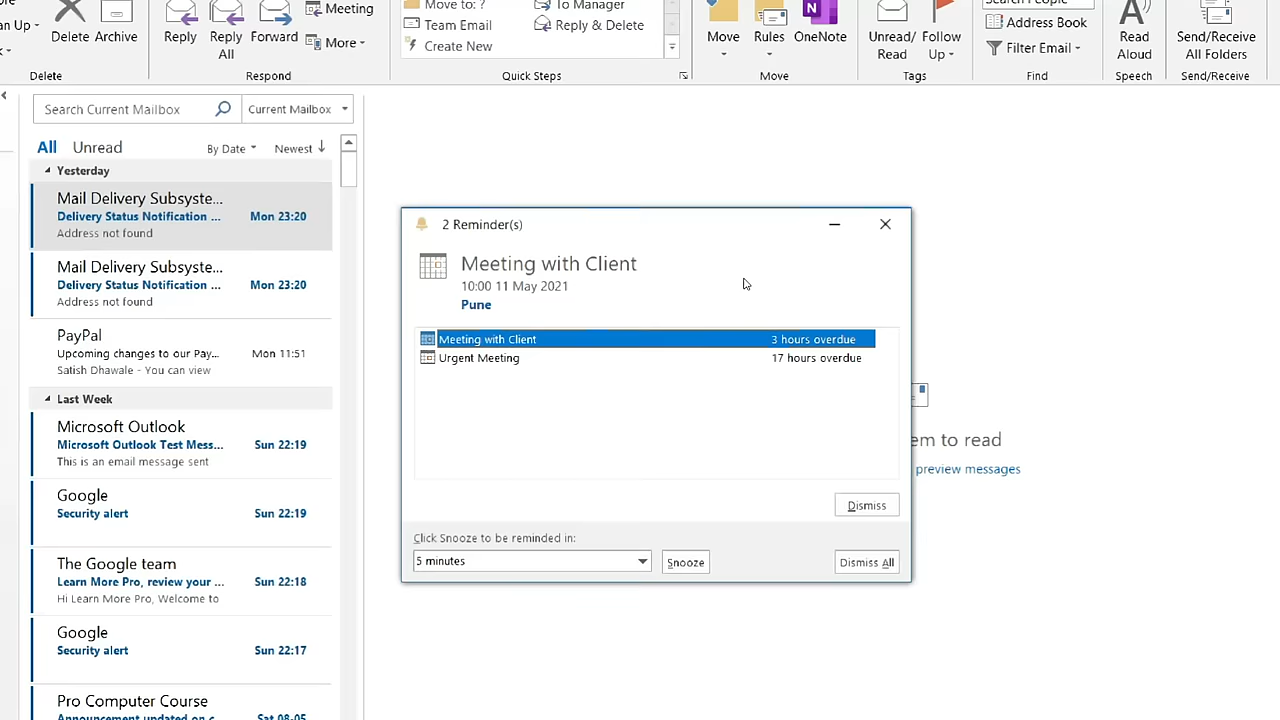 Meeting
Move to: ?
To Manager
Delete
Archive
Reply
Reply
All
Forward
More
Team Email
Reply & Delete
Create New
Move
Rules
OneNote
Unread/
Read
Follow
Up
Address Book
Filter Email
Read
Aloud
Send/Receive
All Folders
Delete
Respond
Quick Steps
Move
Tags
Find
Speech
Send/Receive
Search Current Mailbox
Current Mailbox
All
Unread
By Date
Newest
Yesterday
Mail Delivery Subsyste...
Delivery Status Notification ... Mon 23:20
Address not found
Mail Delivery Subsyste...
Delivery Status Notification ... Mon 23:20
Address not found
PayPal
Upcoming changes to our Pay... Mon 11:51
Satish Dhawale - You can view
Last Week
Microsoft Outlook
Microsoft Outlook Test Mess... Sun 22:19
This is an email message sent
Google
Security alert Sun 22:19
The Google team
Learn More Pro, review your ... Sun 22:18
Hi Learn More Pro, Welcome to
Google
Security alert Sun 22:17
Pro Computer Course
Announcement updated on c Sat 08-05
2 Reminder(s)
Meeting with Client
10:00 11 May 2021
Pune
Meeting with Client 3 hours overdue
Urgent Meeting 17 hours overdue
Dismiss
Click Snooze to be reminded in:
5 minutes
Snooze
Dismiss All
em to read
preview messages